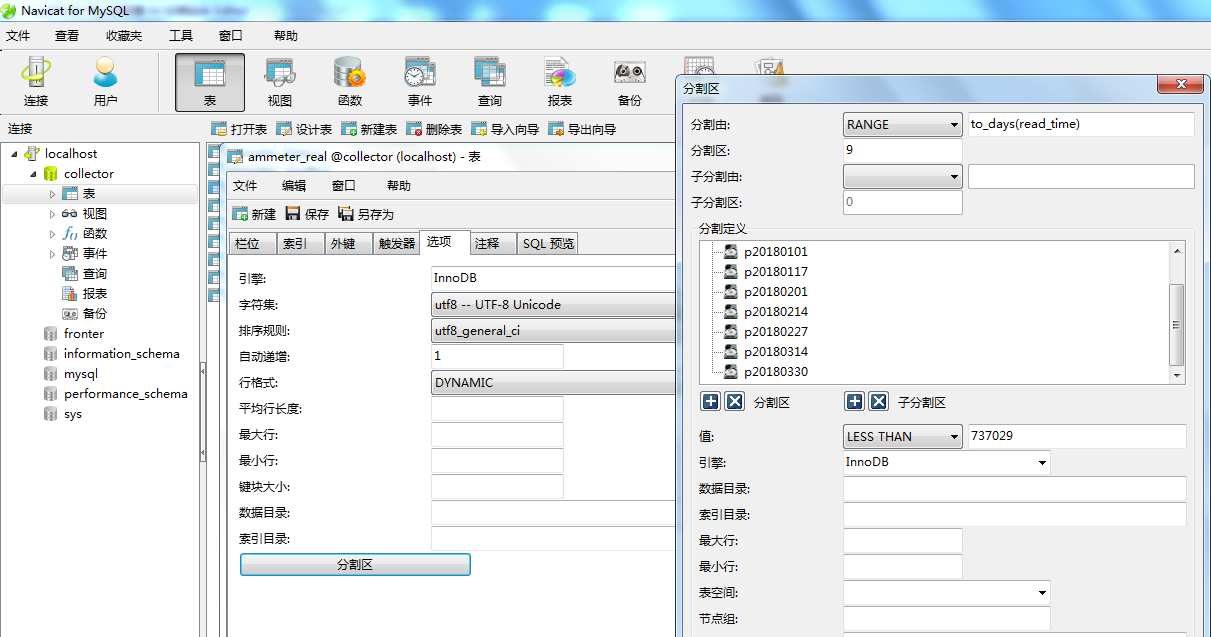 Navicat for MySQL
文件 查看 收藏夹 工具 窗口 帮助
连接 用户 表 视图 函数 事件 查询 报表 备份
连接
打开表 设计表 新建表 删除表 导入向导 导出向导
localhost
collector
表
视图
函数
事件
查询
报表
备份
fronter
information_schema
mysql
performance_schema
sys
ammeter_real @collector (localhost) - 表
文件 编辑 窗口 帮助
新建 保存 另存为
栏位 索引 外键 触发器 选项 注释 SQL 预览
引擎: InnoDB
字符集: utf8 -- UTF-8 Unicode
排序规则: utf8_general_ci
自动递增: 1
行格式: DYNAMIC
平均行长度:
最大行:
最小行:
键块大小:
数据目录:
索引目录:
分割区
分割区
分割由: RANGE to_days(read_time)
分割区: 9
子分割由:
子分割区: 0
分割定义
p20180101
p20180117
p20180201
p20180214
p20180227
p20180314
p20180330
分割区 子分割区
值: LESS THAN 737029
引擎: InnoDB
数据目录:
索引目录:
最大行:
最小行:
表空间:
节点组: